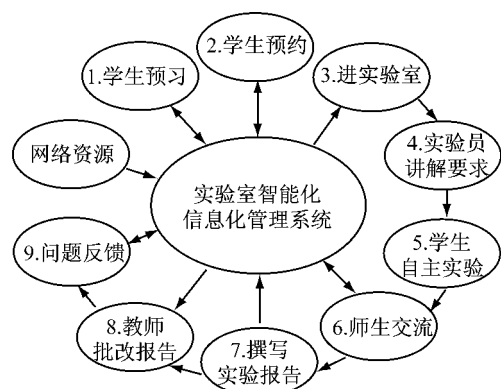 1.学生预习
2.学生预约
3.进实验室
4.实验员
讲解要求
5.学生
自主实验
6.师生交流
7.撰写
实验报告
8.教师
批改报告
9.问题反馈
网络资源
实验室智能化
信息化管理系统